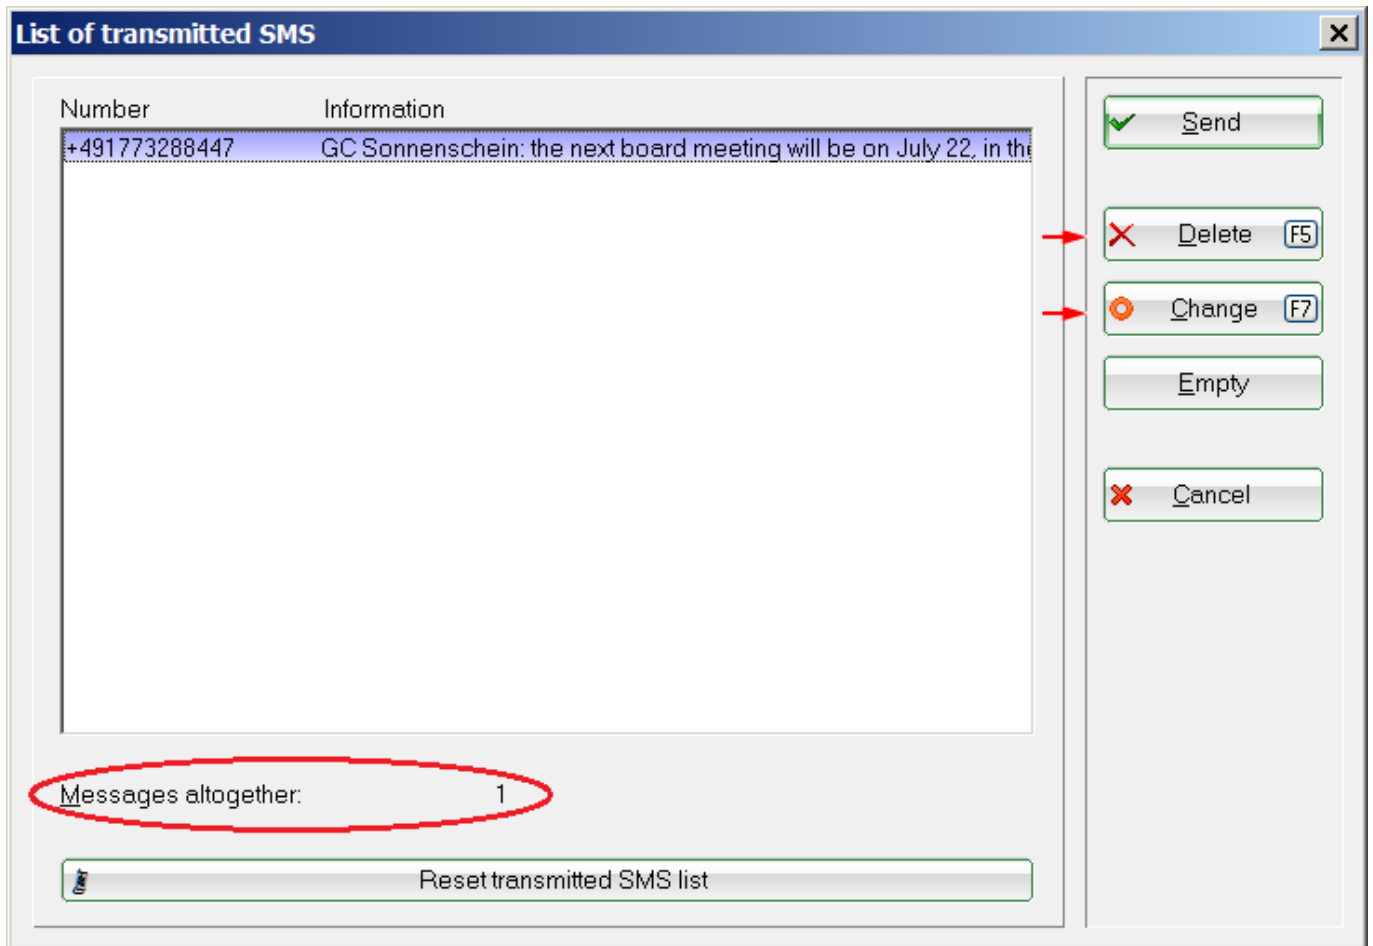 List of transmitted SMS
Number Information
+491773288447 GC Sonnenschein: the next board meeting will be on July 22, in the
Messages altogether: 1
Reset transmitted SMS list
Send
Delete F5
Change F7
Empty
Cancel